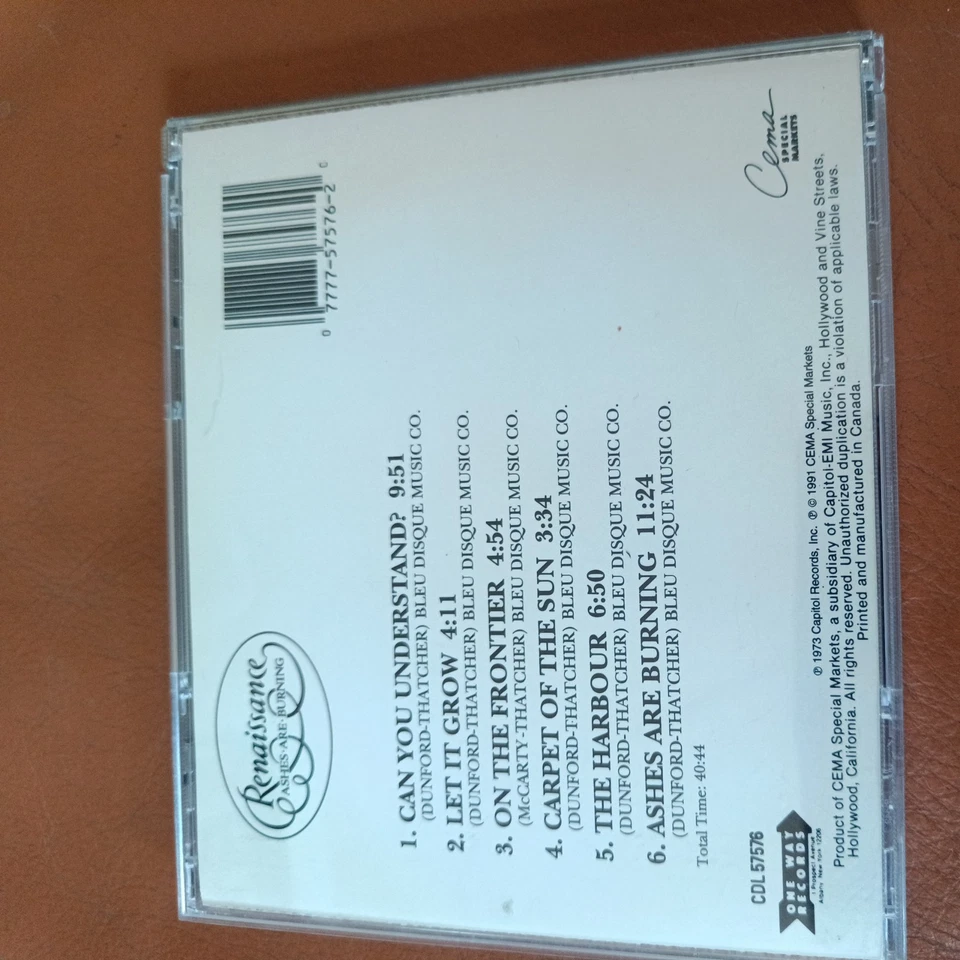 Renaissance
ASHES·ARE·BURNING
0 7777-57576-2 0
1. CAN YOU UNDERSTAND? 9:51
(DUNFORD-THATCHER) BLEU DISQUE MUSIC CO.
2. LET IT GROW 4:11
(DUNFORD-THATCHER) BLEU DISQUE MUSIC CO.
3. ON THE FRONTIER 4:54
(McCARTY-THATCHER) BLEU DISQUE MUSIC CO.
4. CARPET OF THE SUN 3:34
(DUNFORD-THATCHER) BLEU DISQUE MUSIC CO.
5. THE HARBOUR 6:50
(DUNFORD-THATCHER) BLEU DISQUE MUSIC CO.
6. ASHES ARE BURNING 11:24
(DUNFORD-THATCHER) BLEU DISQUE MUSIC CO.
Total Time: 40:44
CDL 57576
ONE WAY
RECORDS
1 Prospect Avenue
Albany New York 12206
Cema
SPECIAL
MARKETS
℗ 1973 Capitol Records, Inc. ℗ © 1991 CEMA Special Markets
Product of CEMA Special Markets, a subsidiary of Capitol-EMI Music, Inc., Hollywood and Vine Streets,
Hollywood, California. All rights reserved. Unauthorized duplication is a violation of applicable laws.
Printed and manufactured in Canada.